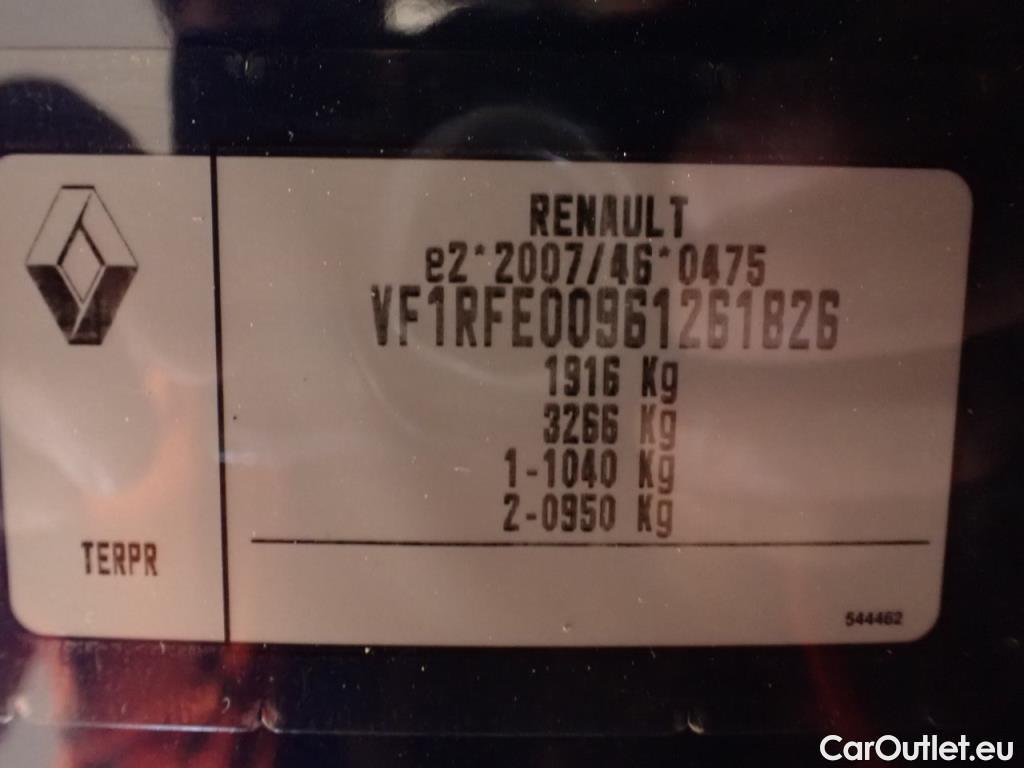 RENAULT
e2*2007/46*0475
VF1RFE00961261826
1916 Kg
3266 Kg
1-1040 Kg
2-0950 Kg
TERPR
544462
CarOutlet.eu